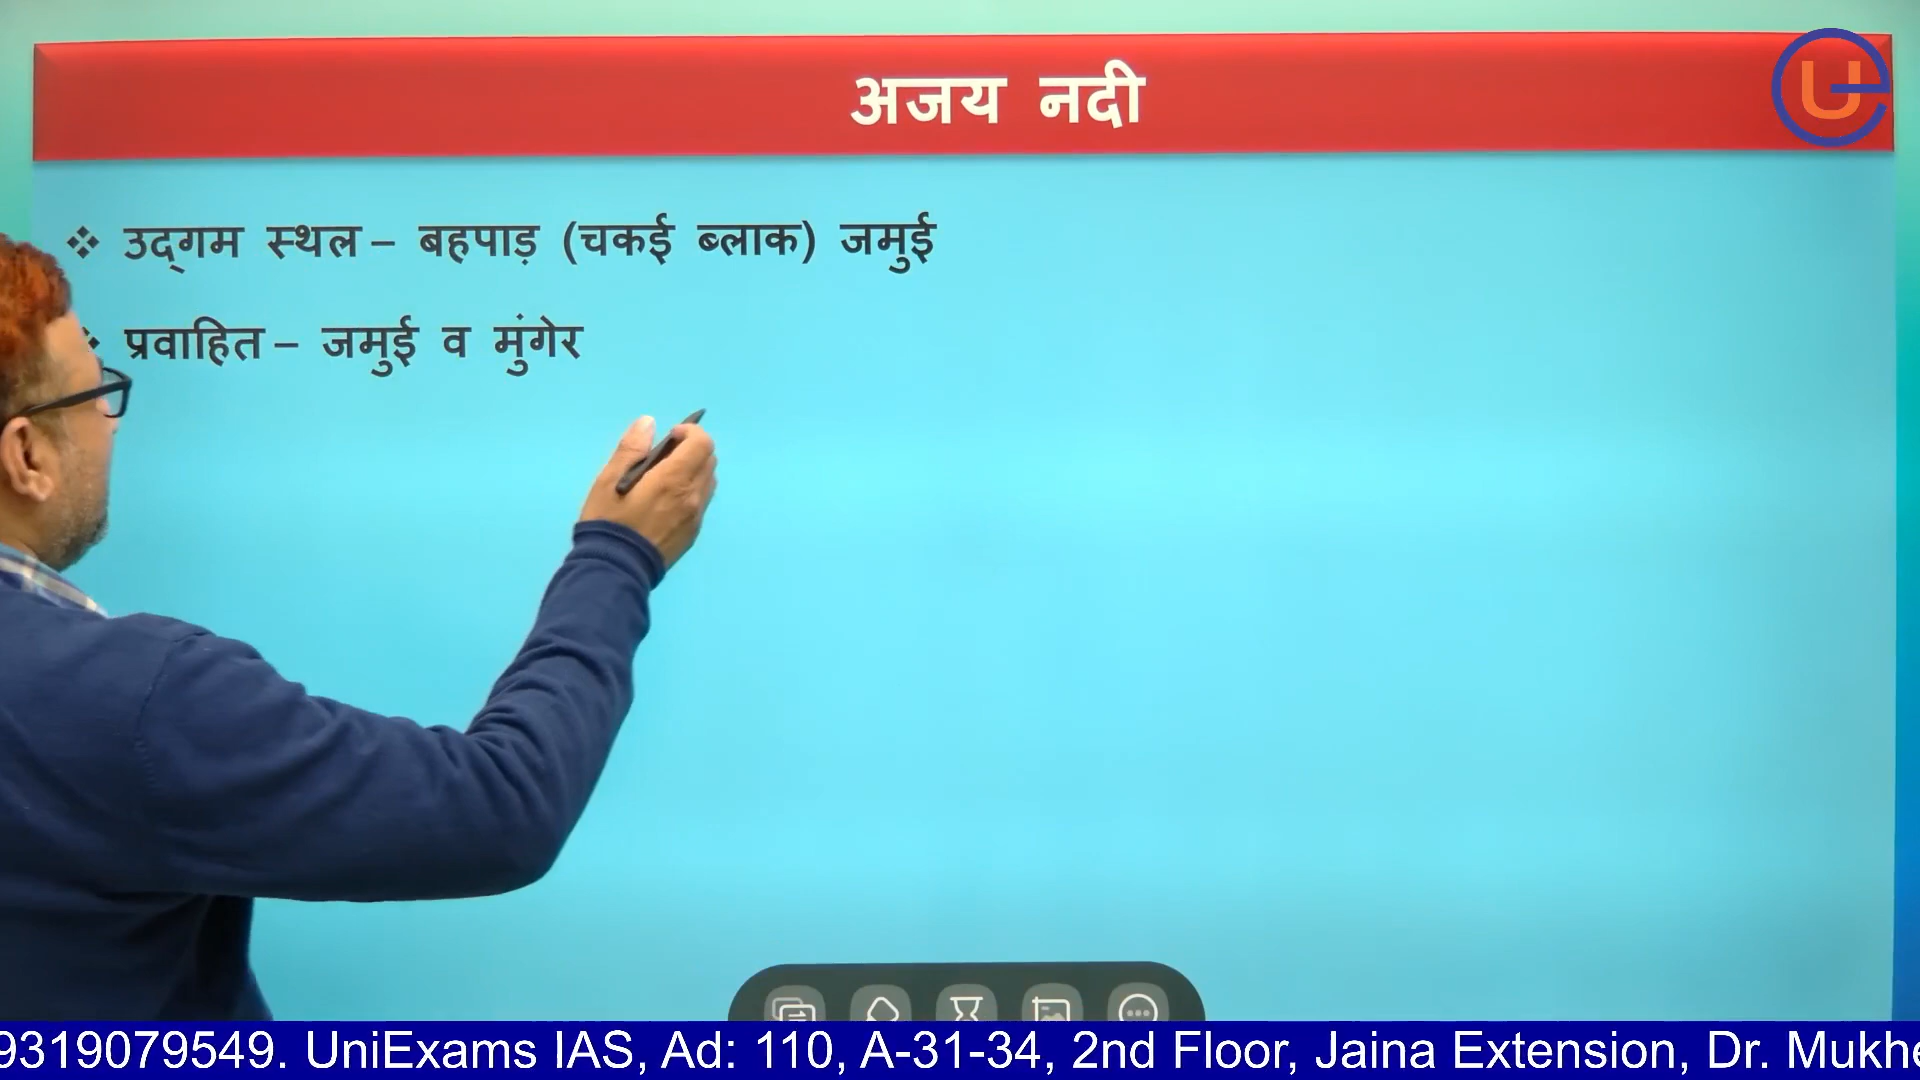 अजय नदी
❖ उद्गम स्थल – बहपाड़ (चकई ब्लाक) जमुई
प्रवाहित – जमुई व मुंगेर
9319079549. UniExams IAS, Ad: 110, A-31-34, 2nd Floor, Jaina Extension, Dr. Mukhe